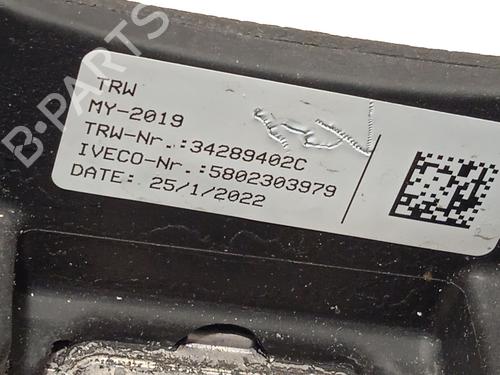 B-PARTS
TRW
MY-2019
TRW-Nr.:34289402C
IVECO-Nr.:5802303979
DATE: 25/1/2022